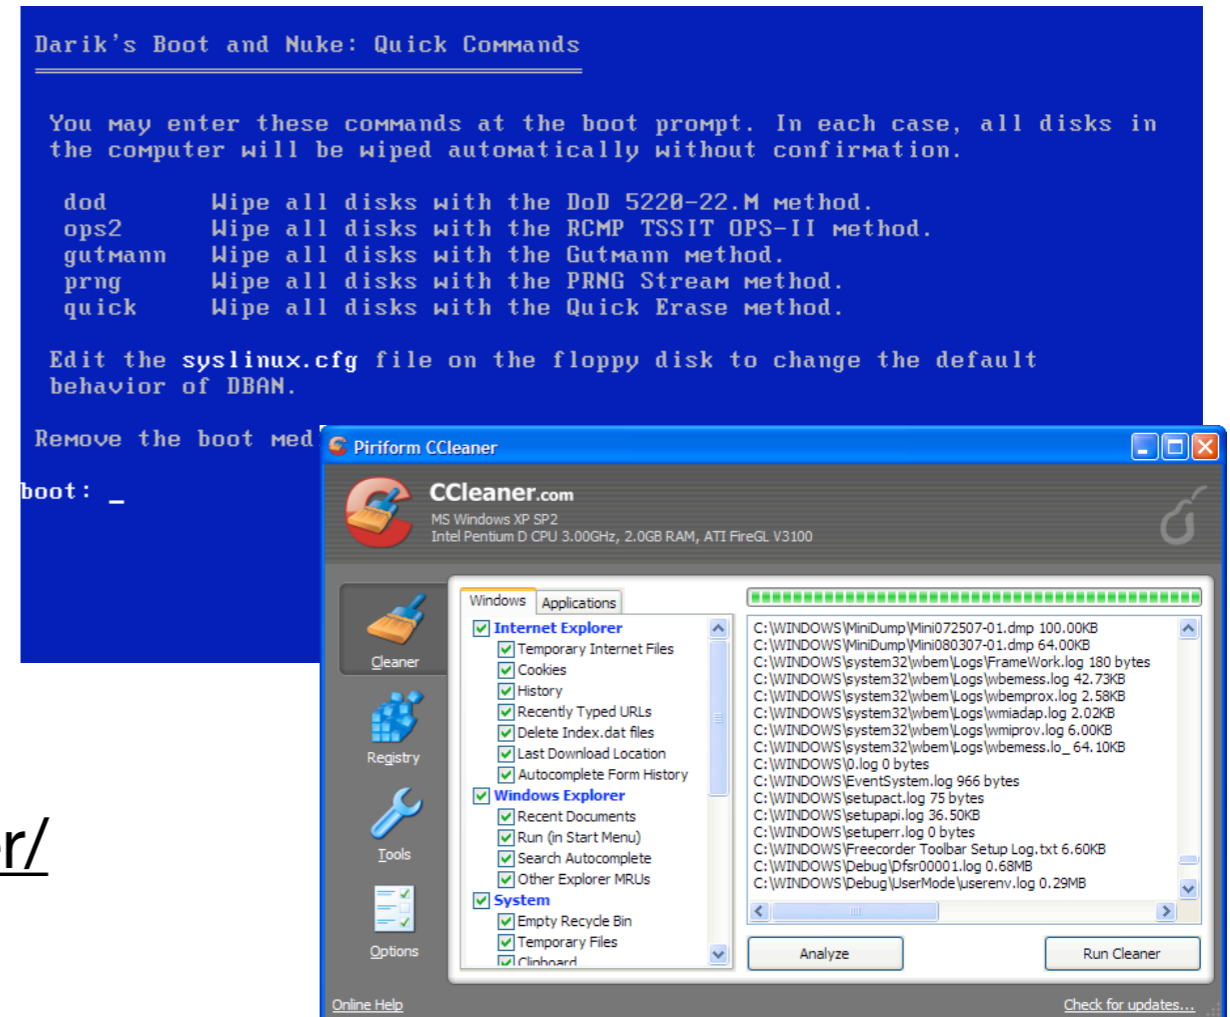 Darik's Boot and Nuke: Quick Commands
You may enter these commands at the boot prompt. In each case, all disks in
the computer will be wiped automatically without confirmation.
dod Wipe all disks with the DoD 5220-22.M method.
ops2 Wipe all disks with the RCMP TSSIT OPS-II method.
gutmann Wipe all disks with the Gutmann method.
prng Wipe all disks with the PRNG Stream method.
quick Wipe all disks with the Quick Erase method.
Edit the syslinux.cfg file on the floppy disk to change the default
behavior of DBAN.
Remove the boot med
boot: _
r/
Piriform CCleaner
CCleaner.com
MS Windows XP SP2
Intel Pentium D CPU 3.00GHz, 2.0GB RAM, ATI FireGL V3100
Cleaner
Registry
Tools
Options
Windows Applications
Internet Explorer
Temporary Internet Files
Cookies
History
Recently Typed URLs
Delete Index.dat files
Last Download Location
Autocomplete Form History
Windows Explorer
Recent Documents
Run (in Start Menu)
Search Autocomplete
Other Explorer MRUs
System
Empty Recycle Bin
Temporary Files
Clipboard
C:\WINDOWS\MiniDump\Mini072507-01.dmp 100.00KB
C:\WINDOWS\MiniDump\Mini080307-01.dmp 64.00KB
C:\WINDOWS\system32\wbem\Logs\FrameWork.log 180 bytes
C:\WINDOWS\system32\wbem\Logs\wbemess.log 42.73KB
C:\WINDOWS\system32\wbem\Logs\wbemprox.log 2.58KB
C:\WINDOWS\system32\wbem\Logs\wmiadap.log 2.02KB
C:\WINDOWS\system32\wbem\Logs\wmiprov.log 6.00KB
C:\WINDOWS\system32\wbem\Logs\wbemess.lo_ 64.10KB
C:\WINDOWS\0.log 0 bytes
C:\WINDOWS\EventSystem.log 966 bytes
C:\WINDOWS\setupact.log 75 bytes
C:\WINDOWS\setupapi.log 36.50KB
C:\WINDOWS\setuperr.log 0 bytes
C:\WINDOWS\Freecorder Toolbar Setup Log.txt 6.60KB
C:\WINDOWS\Debug\Dfsr00001.log 0.68MB
C:\WINDOWS\Debug\UserMode\userenv.log 0.29MB
Analyze
Run Cleaner
Online Help
Check for updates...